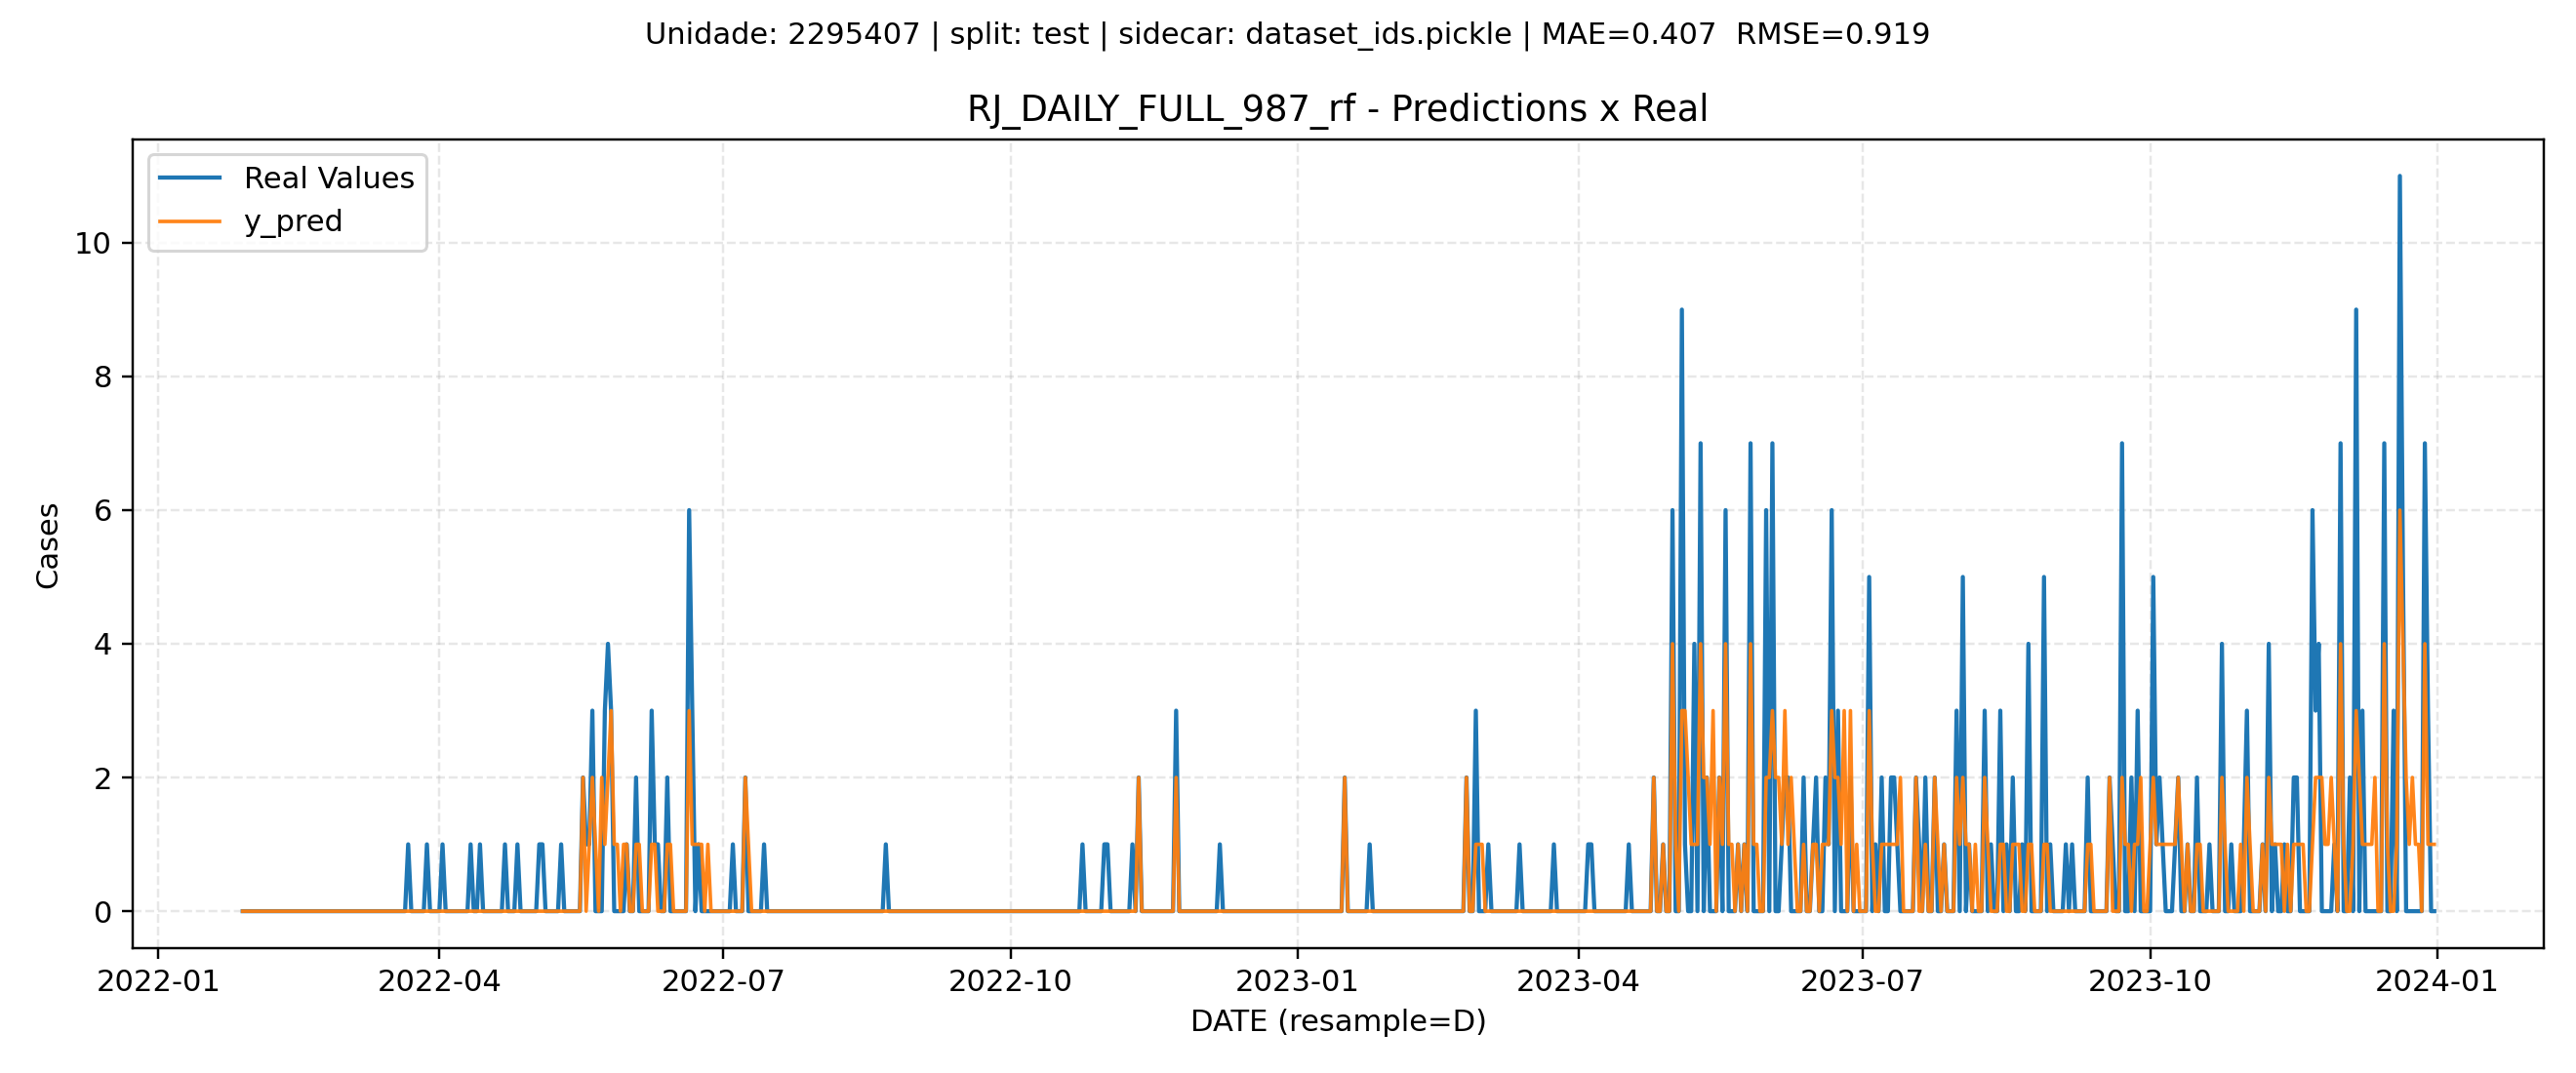 Unidade: 2295407 | split: test | sidecar: dataset_ids.pickle | MAE=0.407  RMSE=0.919
RJ_DAILY_FULL_987_rf - Predictions x Real
Real Values
y_pred
10
8
6
4
2
0
Cases
2022-01
2022-04
2022-07
2022-10
2023-01
2023-04
2023-07
2023-10
2024-01
DATE (resample=D)